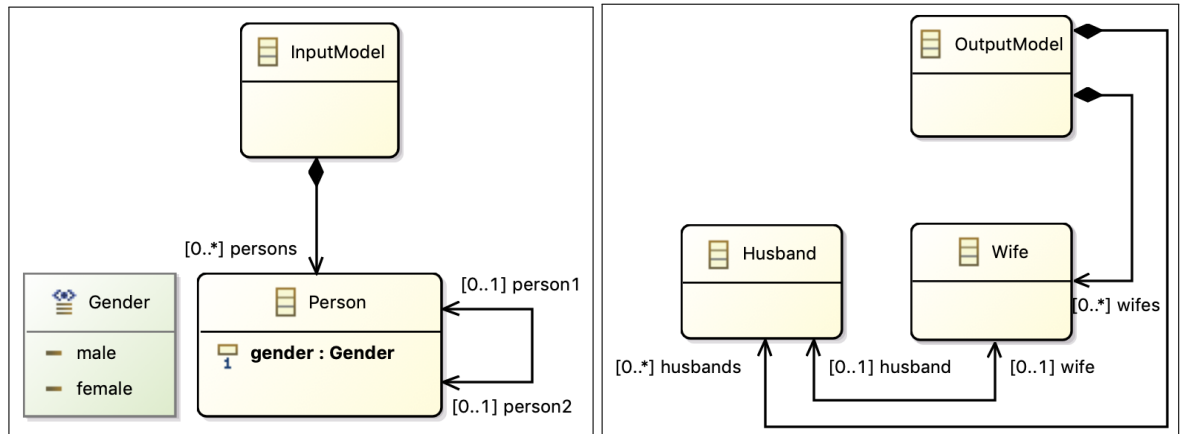 InputModel
[0..*] persons
Gender
male
female
Person
1
gender : Gender
[0..1] person1
[0..1] person2
OutputModel
Husband
Wife
[0..*] wifes
[0..*] husbands
[0..1] husband
[0..1] wife